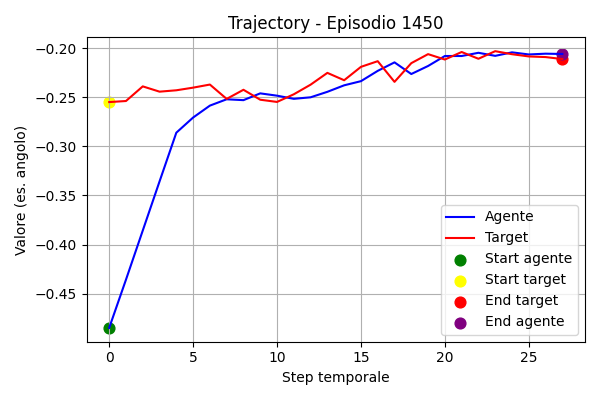 Trajectory - Episodio 1450
Valore (es. angolo)
−0.20
−0.25
−0.30
−0.35
−0.40
−0.45
0 5 10 15 20 25
Step temporale
Agente
Target
Start agente
Start target
End target
End agente